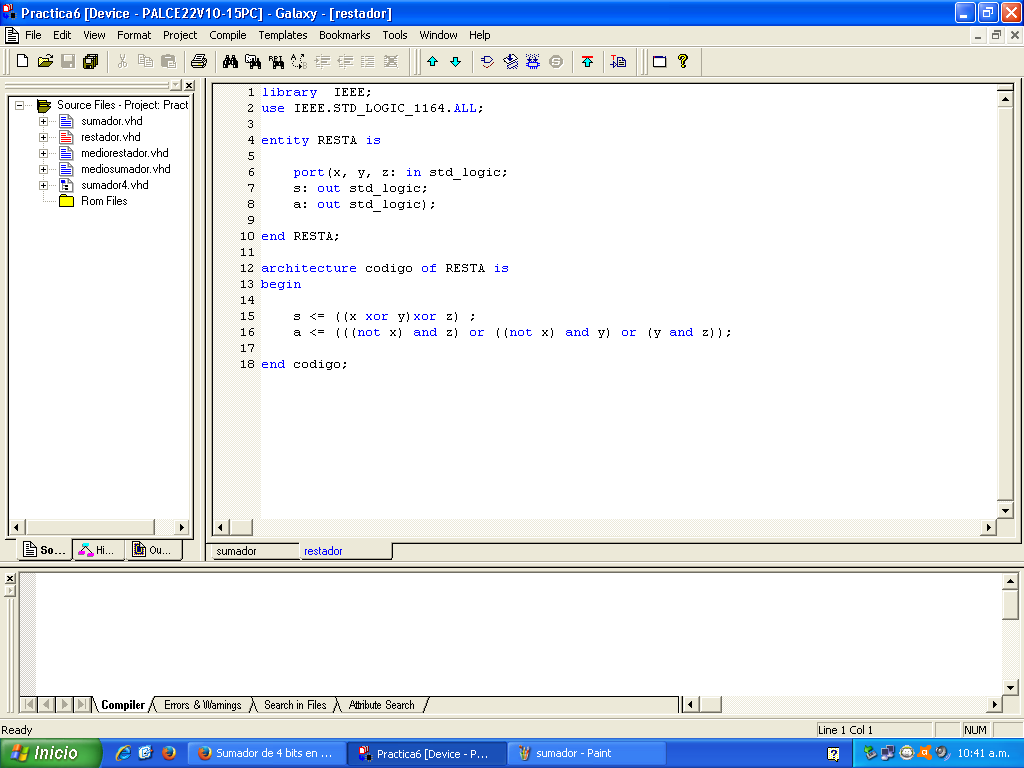 Practica6 [Device - PALCE22V10-15PC] - Galaxy - [restador]
File Edit View Format Project Compile Templates Bookmarks Tools Window Help
Source Files - Project: Pract
sumador.vhd
restador.vhd
mediorestador.vhd
mediosumador.vhd
sumador4.vhd
Rom Files
So... Hi... Ou...
1 library  IEEE;
2 use IEEE.STD_LOGIC_1164.ALL;
3
4 entity RESTA is
5
6     port(x, y, z: in std_logic;
7     s: out std_logic;
8     a: out std_logic);
9
10 end RESTA;
11
12 architecture codigo of RESTA is
13 begin
14
15     s <= ((x xor y)xor z) ;
16     a <= (((not x) and z) or ((not x) and y) or (y and z));
17
18 end codigo;
sumador restador
Compiler Errors & Warnings Search in Files Attribute Search
Ready Line 1 Col 1 NUM
Inicio Sumador de 4 bits en ... Practica6 [Device - P... sumador - Paint 10:41 a.m.